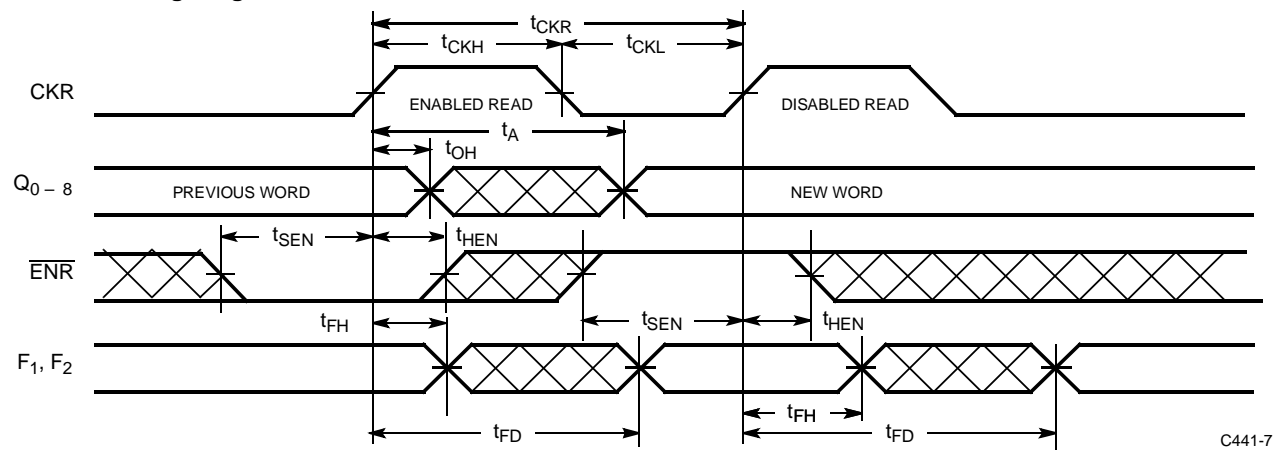 tCKR
tCKH tCKL
CKR ENABLED READ DISABLED READ
tA
tOH
Q0 – 8 PREVIOUS WORD NEW WORD
tSEN tHEN
ENR
tFH tSEN tHEN
F1, F2
tFH
tFD tFD
C441-7